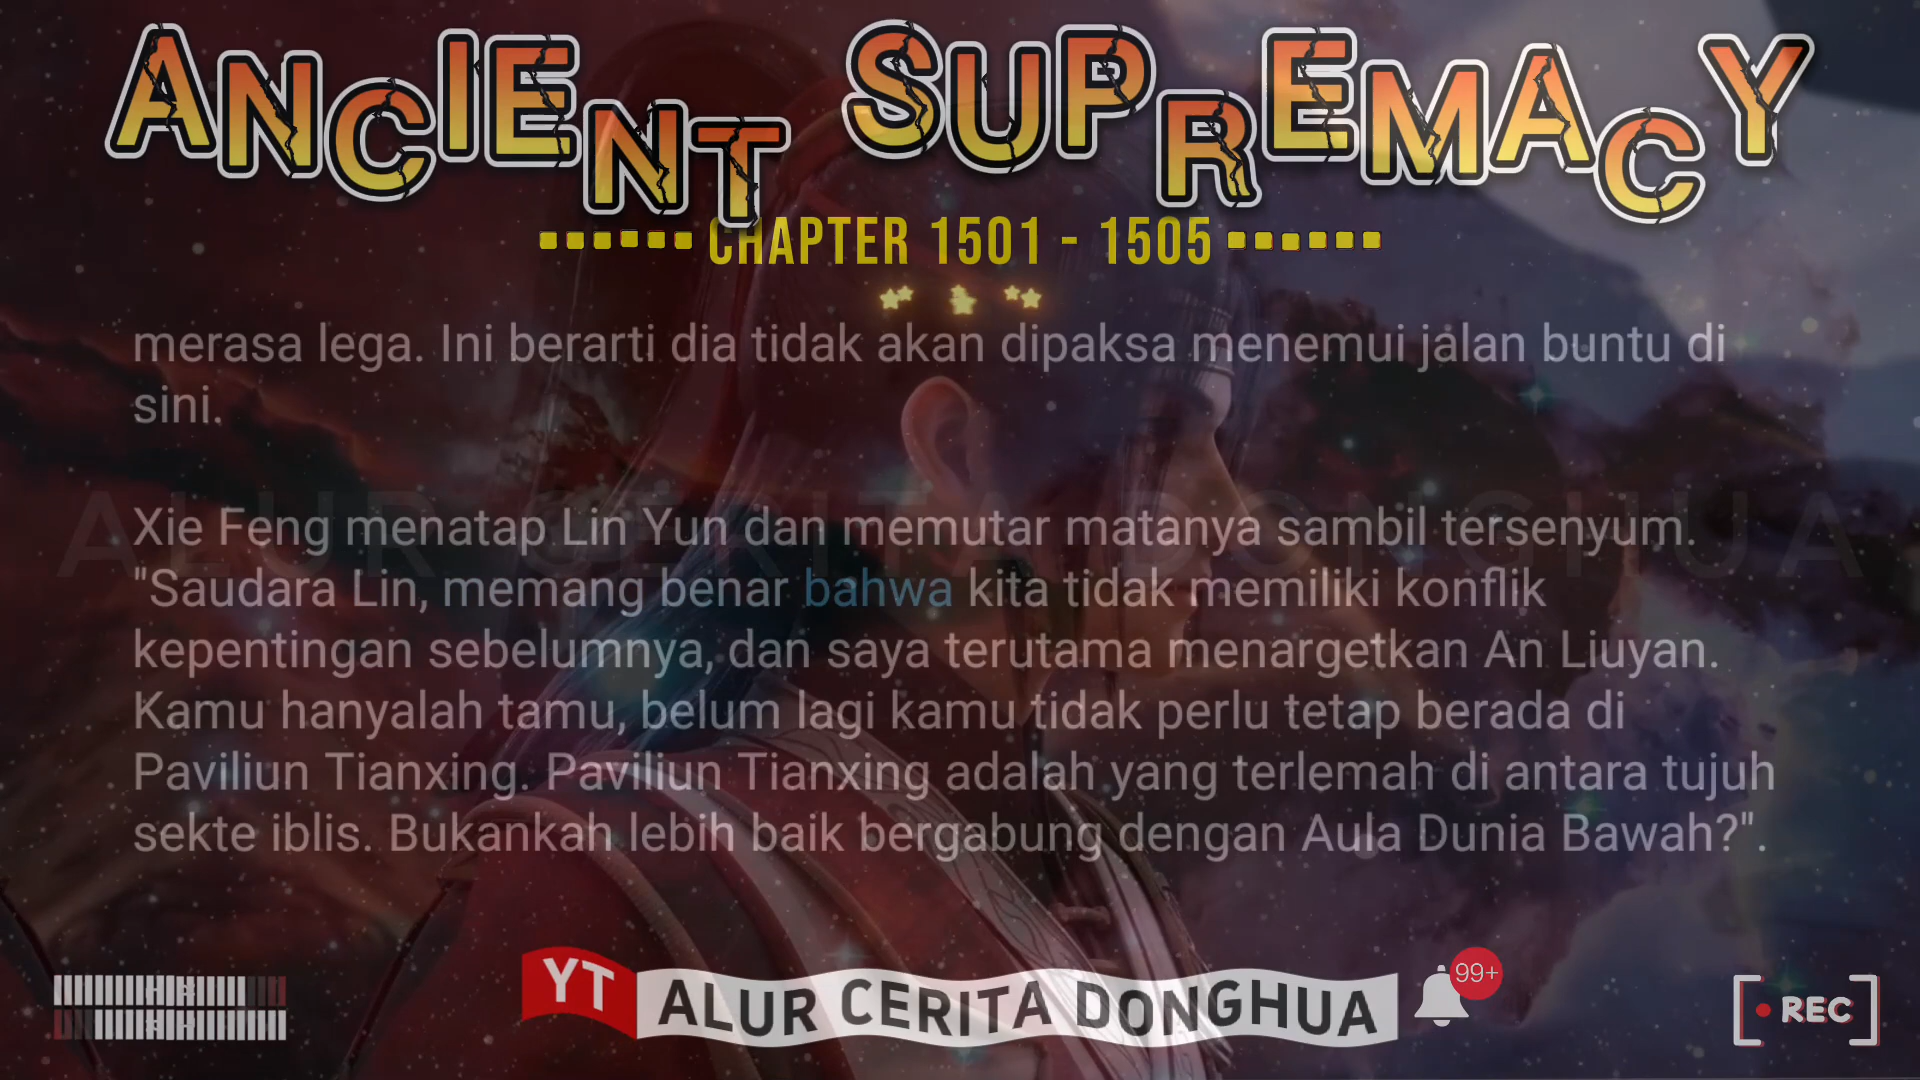 ANCIENT SUPREMACY
CHAPTER 1501 - 1505
merasa lega. Ini berarti dia tidak akan dipaksa menemui jalan buntu di
sini.
Xie Feng menatap Lin Yun dan memutar matanya sambil tersenyum.
"Saudara Lin, memang benar bahwa kita tidak memiliki konflik
kepentingan sebelumnya, dan saya terutama menargetkan An Liuyan.
Kamu hanyalah tamu, belum lagi kamu tidak perlu tetap berada di
Paviliun Tianxing. Paviliun Tianxing adalah yang terlemah di antara tujuh
sekte iblis. Bukankah lebih baik bergabung dengan Aula Dunia Bawah?".
ALUR CERITA DONGHUA
YT ALUR CERITA DONGHUA 99+
REC